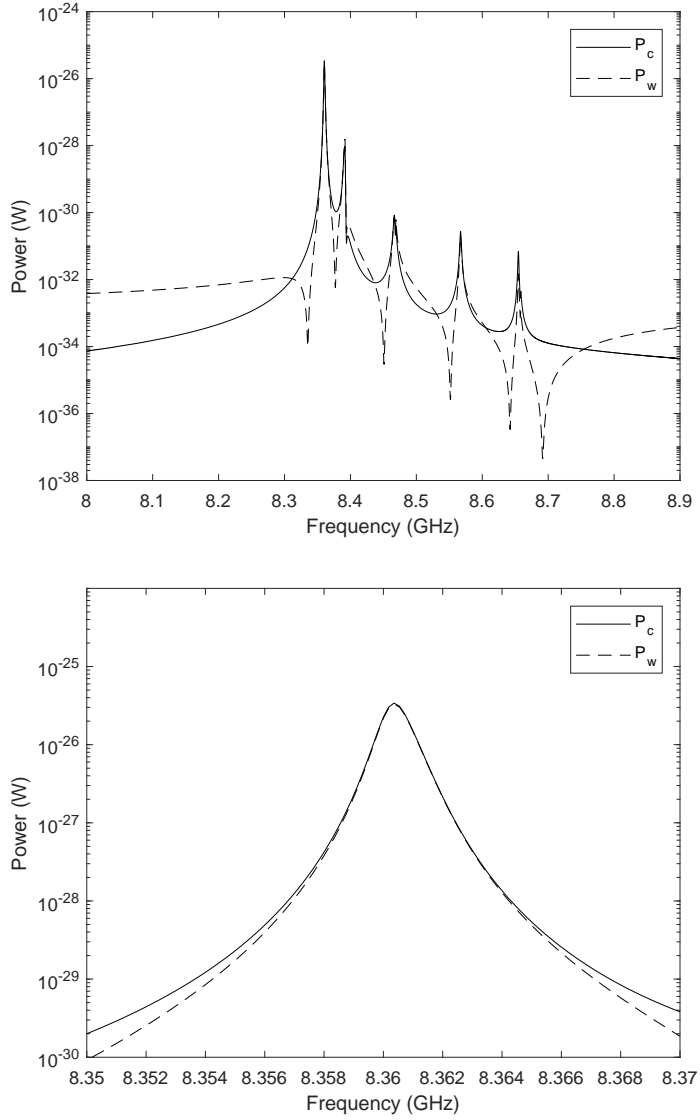 10^-24
10^-26
10^-28
10^-30
10^-32
10^-34
10^-36
10^-38
Power (W)
P_c
P_w
8 8.1 8.2 8.3 8.4 8.5 8.6 8.7 8.8 8.9
Frequency (GHz)
10^-25
10^-26
10^-27
10^-28
10^-29
10^-30
Power (W)
P_c
P_w
8.35 8.352 8.354 8.356 8.358 8.36 8.362 8.364 8.366 8.368 8.37
Frequency (GHz)